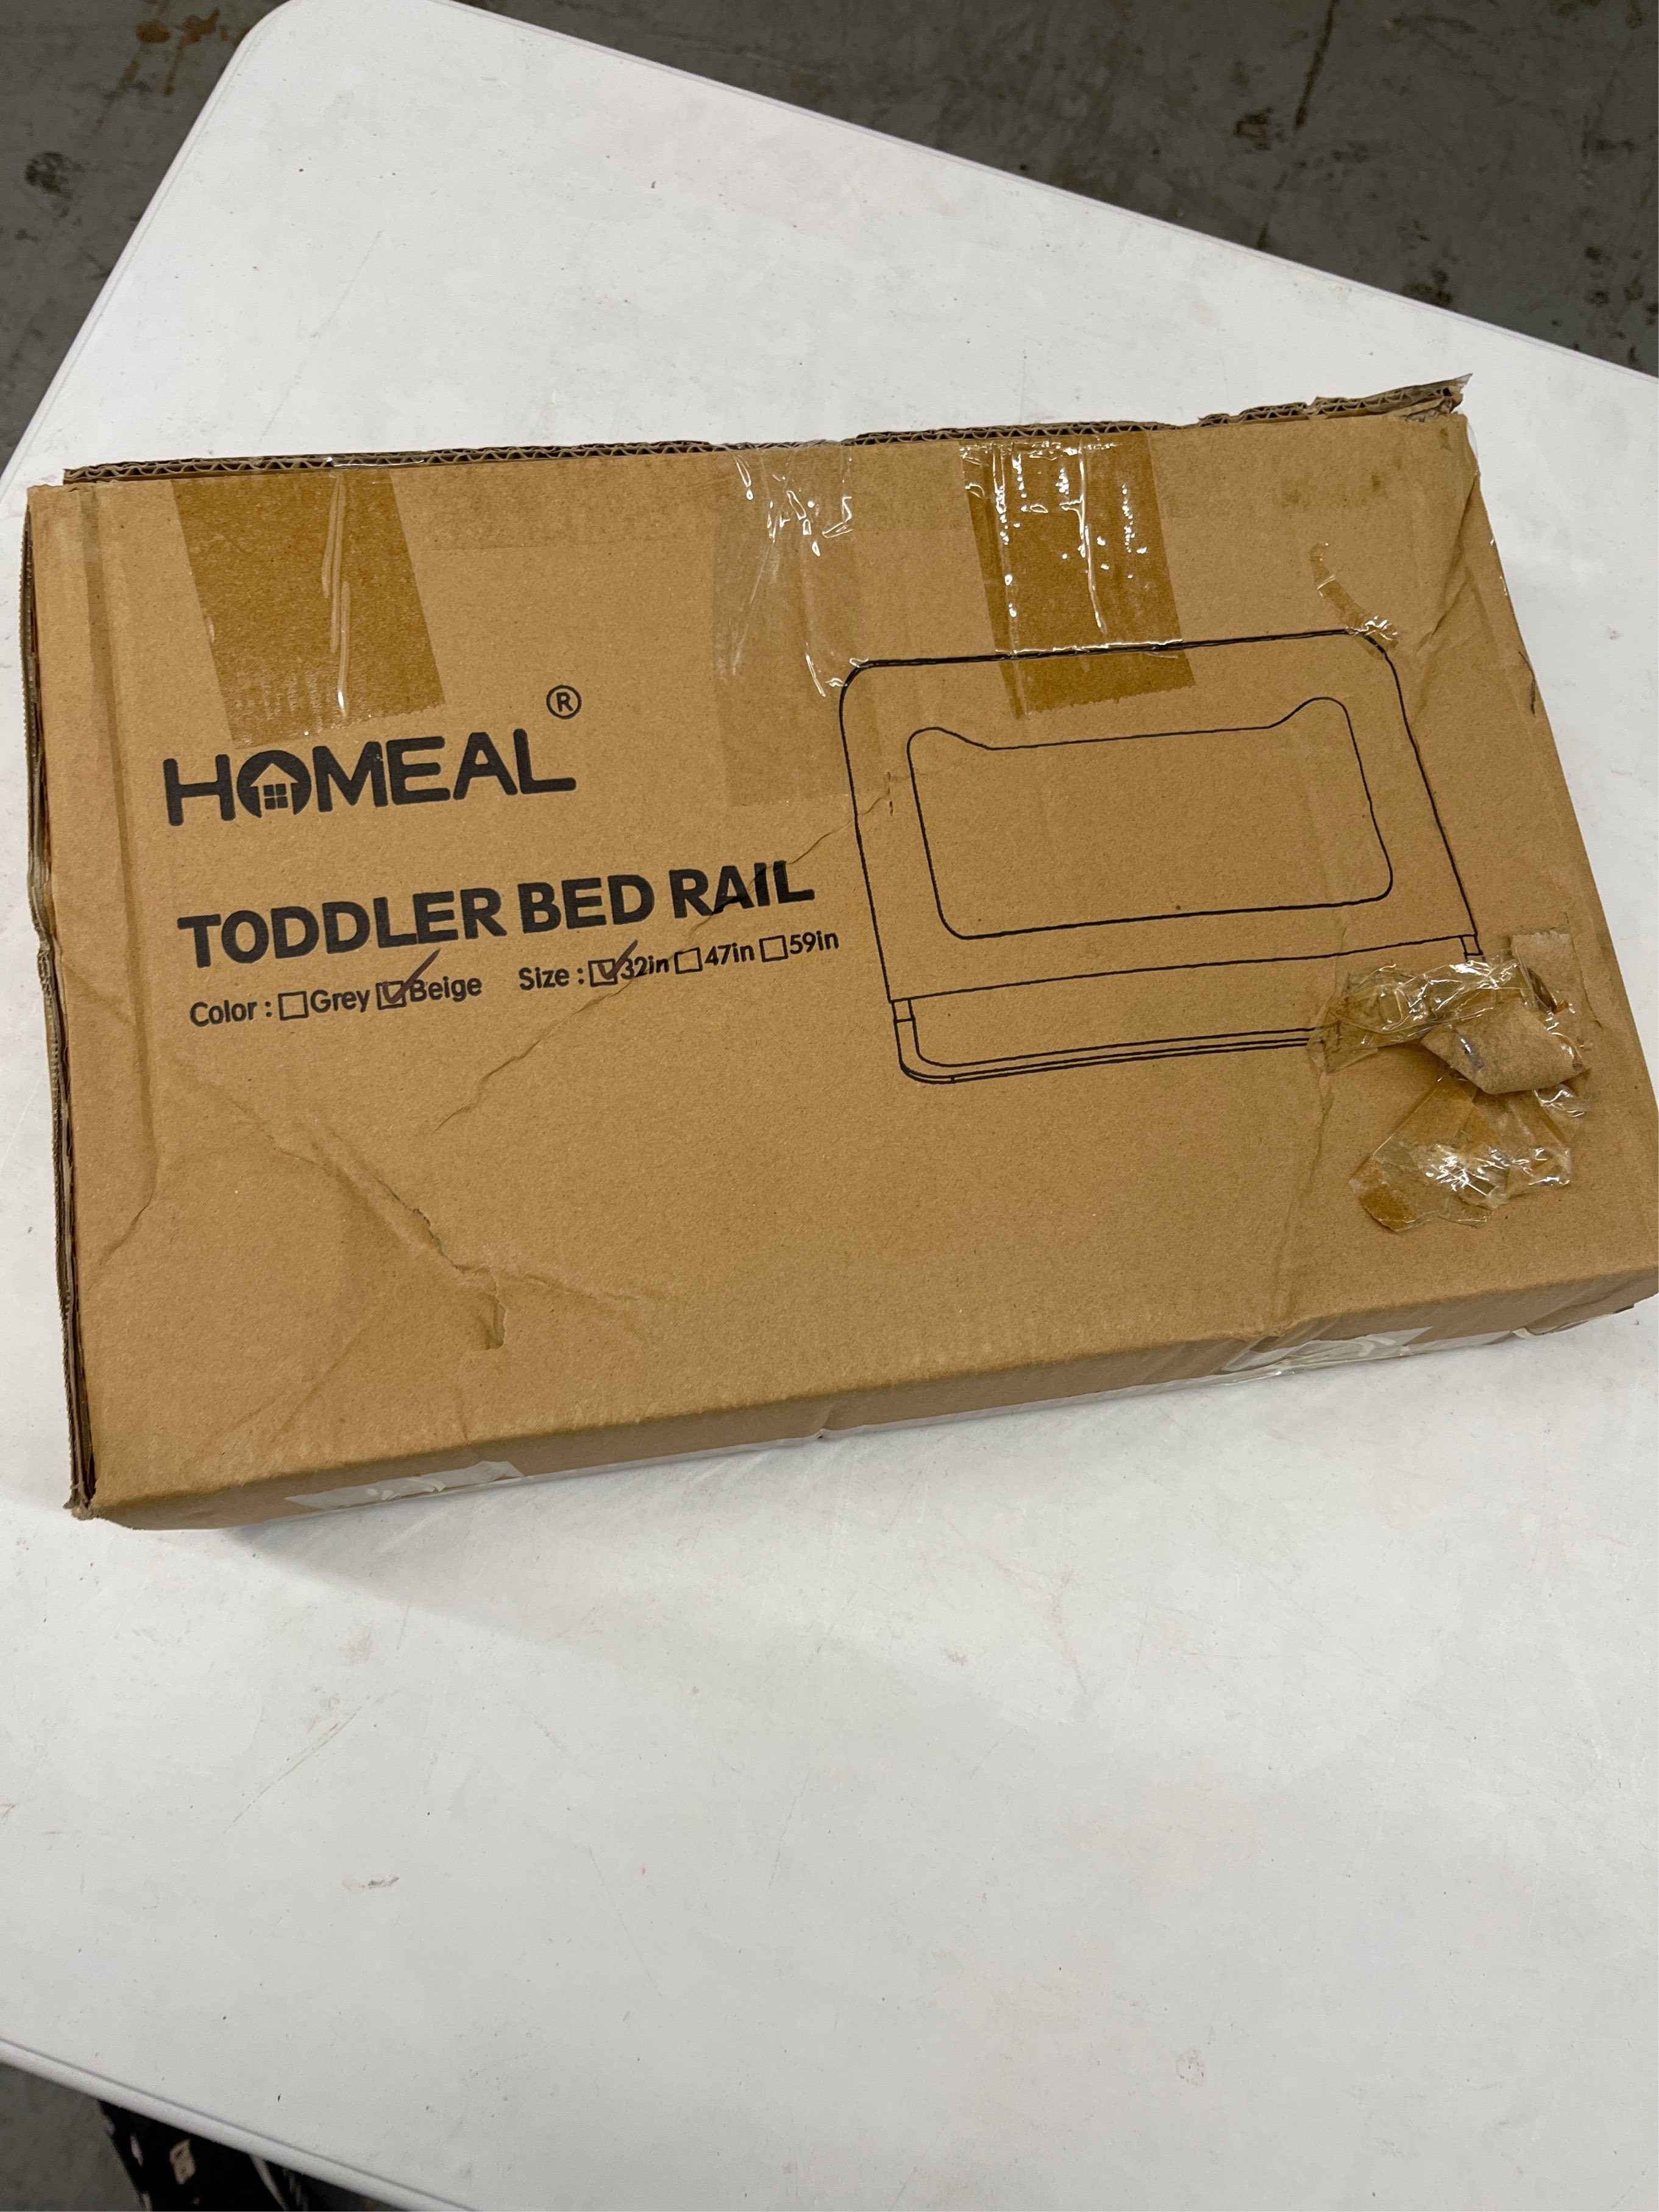 HOMEAL®
TODDLER BED RAIL
Color : ☐Grey ☑Beige Size : ☑32in ☐47in ☐59in